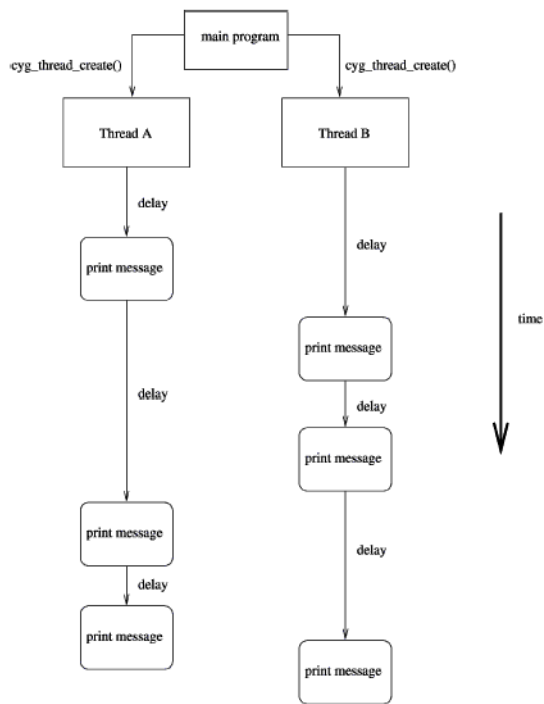 main program
cyg_thread_create()
cyg_thread_create()
Thread A
Thread B
delay
delay
print message
time
print message
delay
delay
print message
print message
delay
delay
print message
print message